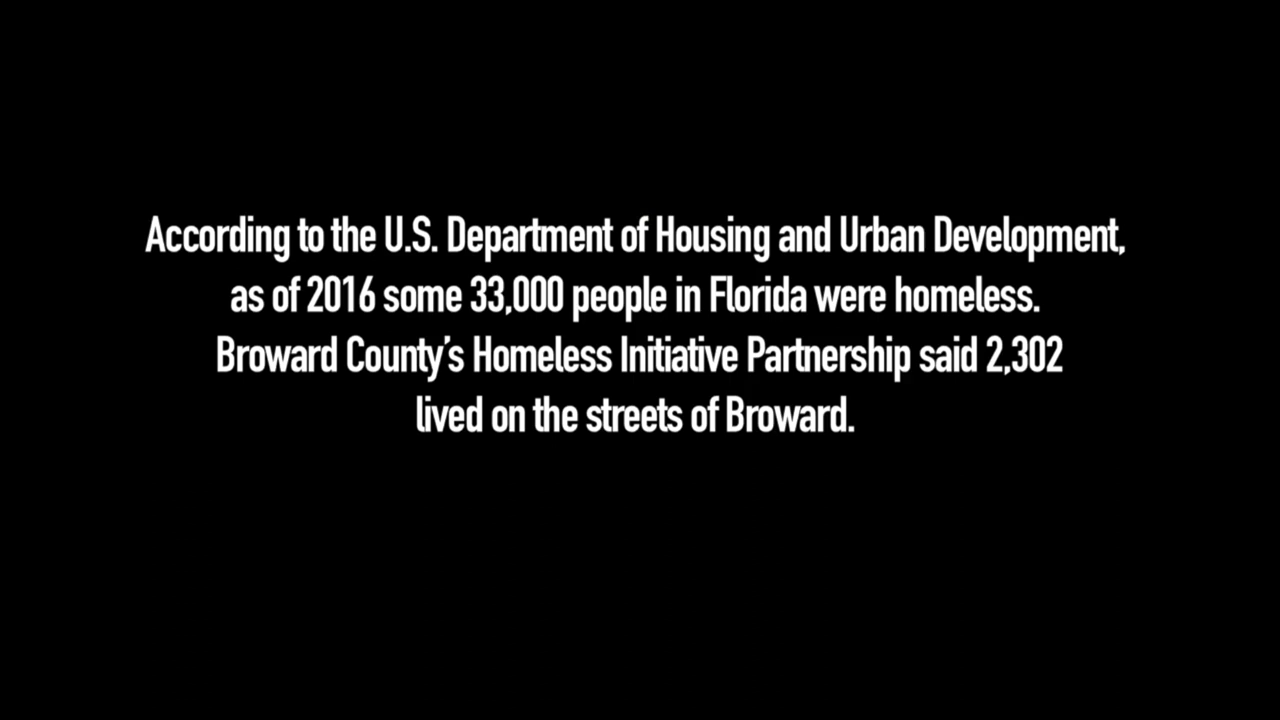 According to the U.S. Department of Housing and Urban Development,
as of 2016 some 33,000 people in Florida were homeless.
Broward County’s Homeless Initiative Partnership said 2,302
lived on the streets of Broward.